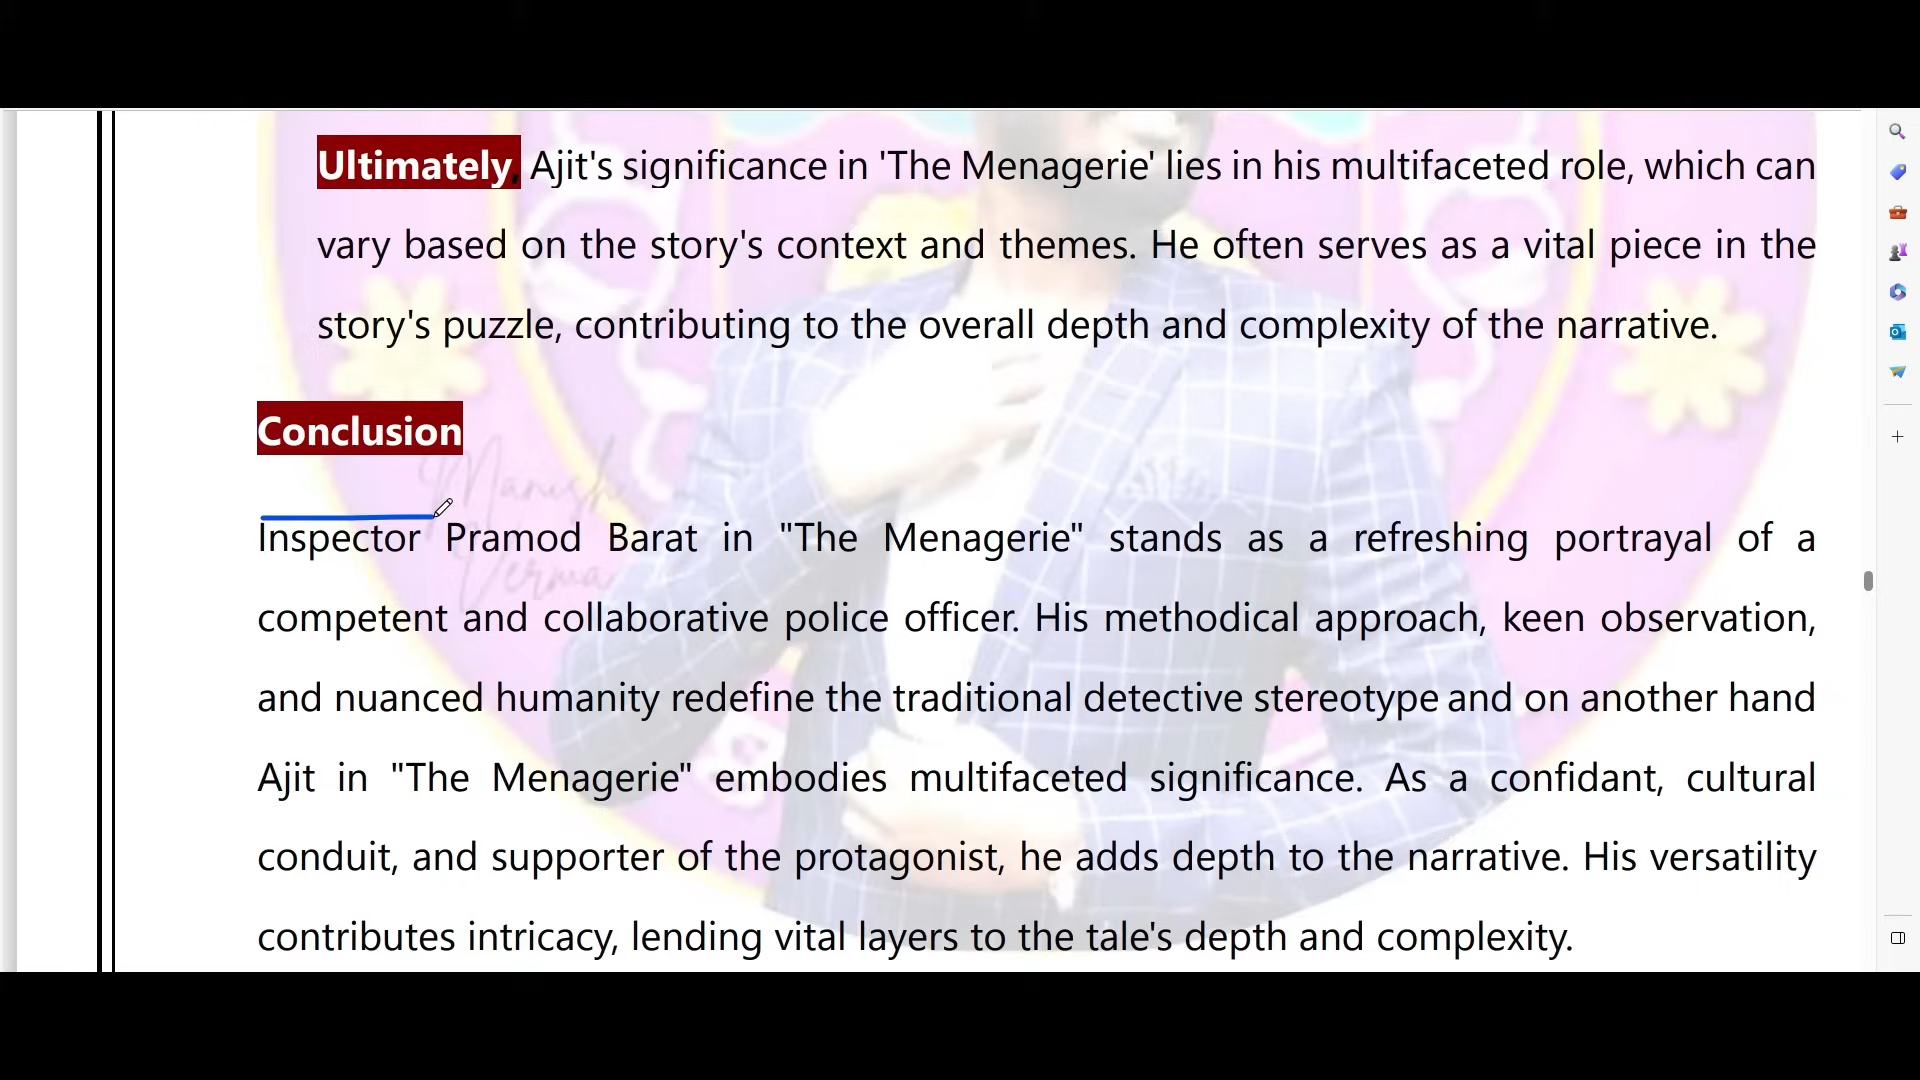 Ultimately, Ajit's significance in 'The Menagerie' lies in his multifaceted role, which can
vary based on the story's context and themes. He often serves as a vital piece in the
story's puzzle, contributing to the overall depth and complexity of the narrative.
Conclusion
Manish
Verma
Inspector Pramod Barat in "The Menagerie" stands as a refreshing portrayal of a
competent and collaborative police officer. His methodical approach, keen observation,
and nuanced humanity redefine the traditional detective stereotype and on another hand
Ajit in "The Menagerie" embodies multifaceted significance. As a confidant, cultural
conduit, and supporter of the protagonist, he adds depth to the narrative. His versatility
contributes intricacy, lending vital layers to the tale's depth and complexity.